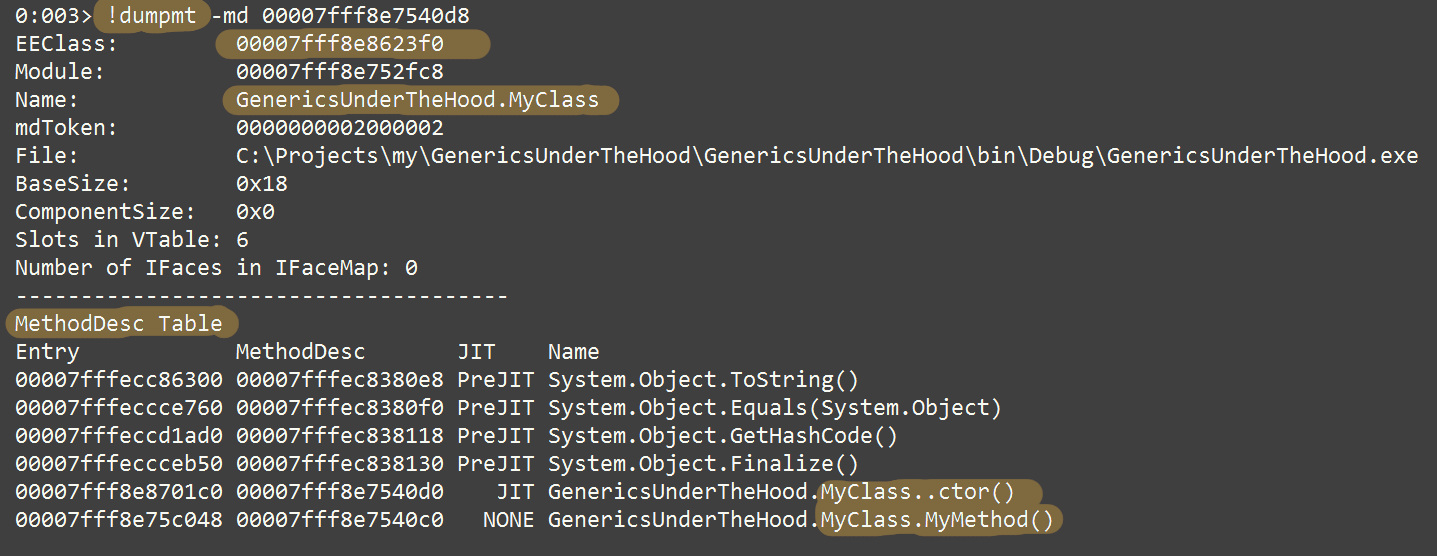 0:003> !dumpmt -md 00007fff8e7540d8
EEClass: 00007fff8e8623f0
Module: 00007fff8e752fc8
Name: GenericsUnderTheHood.MyClass
mdToken: 0000000002000002
File: C:\Projects\my\GenericsUnderTheHood\GenericsUnderTheHood\bin\Debug\GenericsUnderTheHood.exe
BaseSize: 0x18
ComponentSize: 0x0
Slots in VTable: 6
Number of IFaces in IFaceMap: 0
--------------------------------------
MethodDesc Table
Entry MethodDesc JIT Name
00007fffecc86300 00007fffec8380e8 PreJIT System.Object.ToString()
00007fffeccce760 00007fffec8380f0 PreJIT System.Object.Equals(System.Object)
00007fffeccd1ad0 00007fffec838118 PreJIT System.Object.GetHashCode()
00007fffeccceb50 00007fffec838130 PreJIT System.Object.Finalize()
00007fff8e8701c0 00007fff8e7540d0 JIT GenericsUnderTheHood.MyClass..ctor()
00007fff8e75c048 00007fff8e7540c0 NONE GenericsUnderTheHood.MyClass.MyMethod()